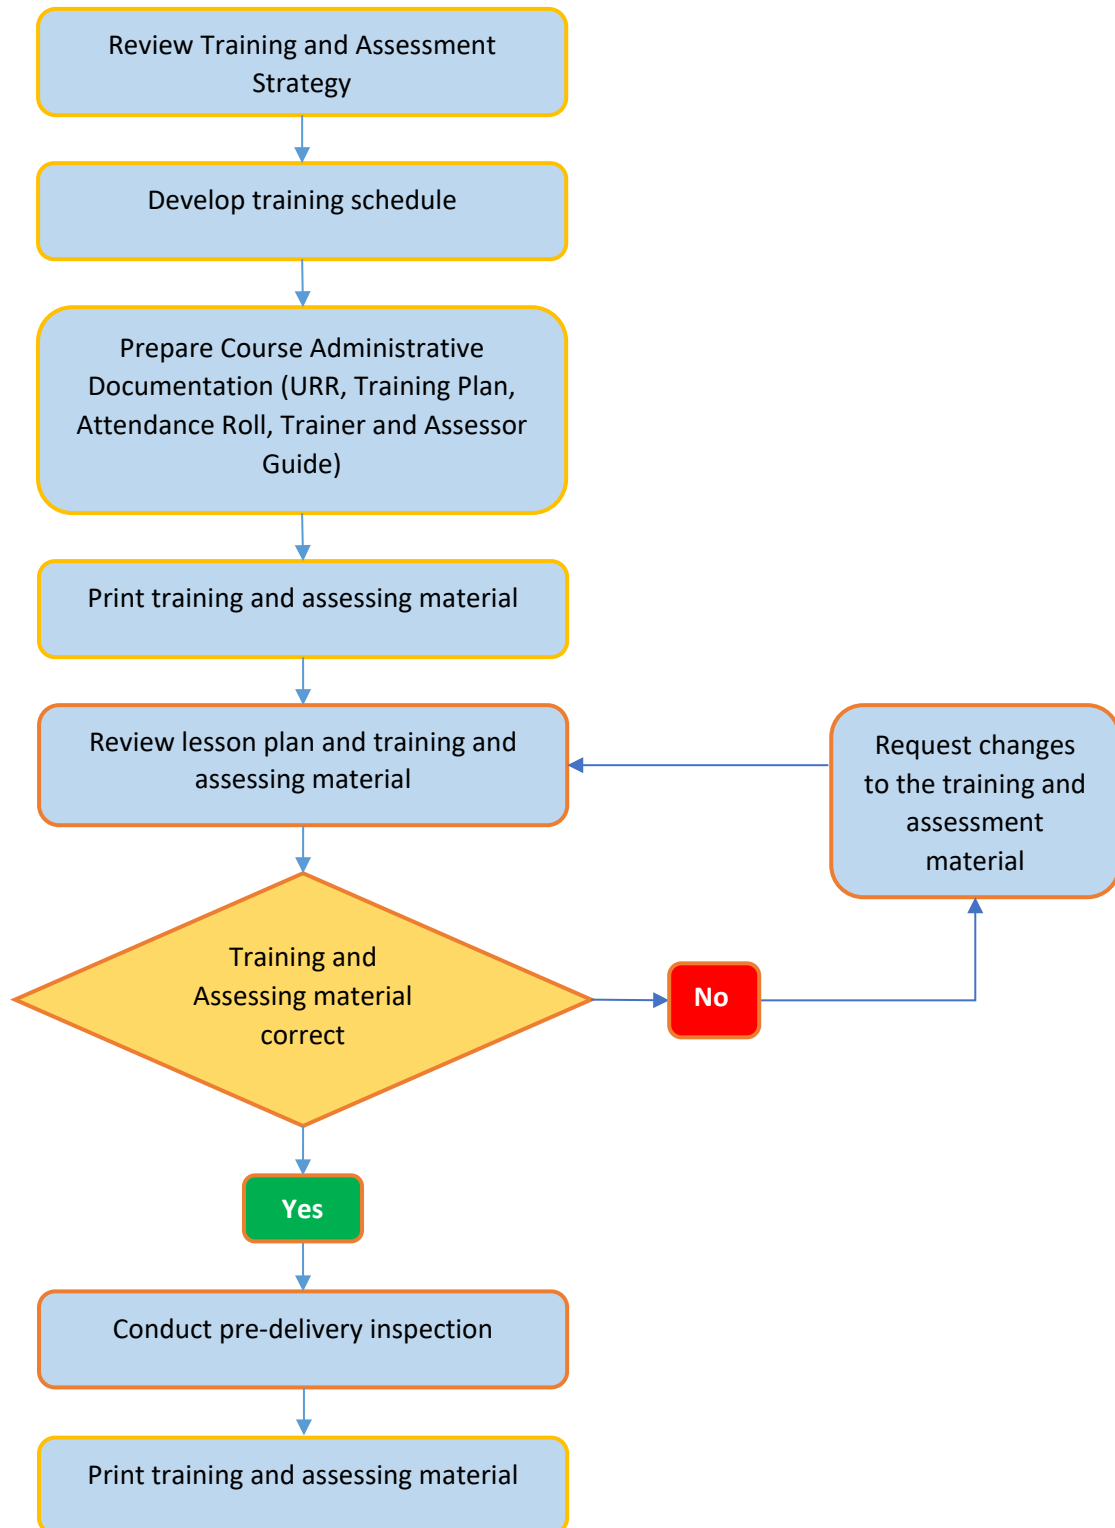 Review Training and Assessment
Strategy
Develop training schedule
Prepare Course Administrative
Documentation (URR, Training Plan,
Attendance Roll, Trainer and Assessor
Guide)
Print training and assessing material
Review lesson plan and training and
assessing material
Request changes
to the training and
assessment
material
Training and
Assessing material
correct
No
Yes
Conduct pre-delivery inspection
Print training and assessing material